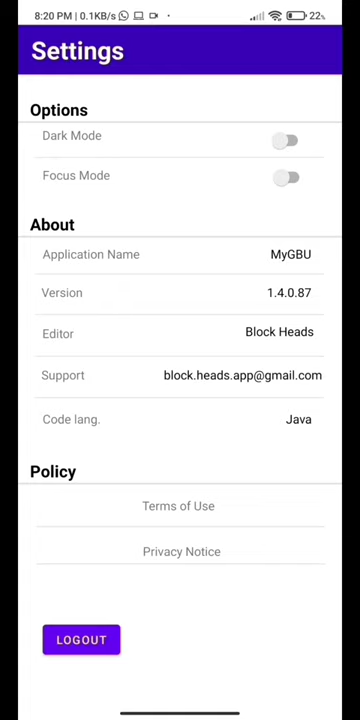 8:20 PM | 0.1KB/s 22%
Settings
Options
Dark Mode
Focus Mode
About
Application Name MyGBU
Version 1.4.0.87
Editor Block Heads
Support block.heads.app@gmail.com
Code lang. Java
Policy
Terms of Use
Privacy Notice
LOGOUT